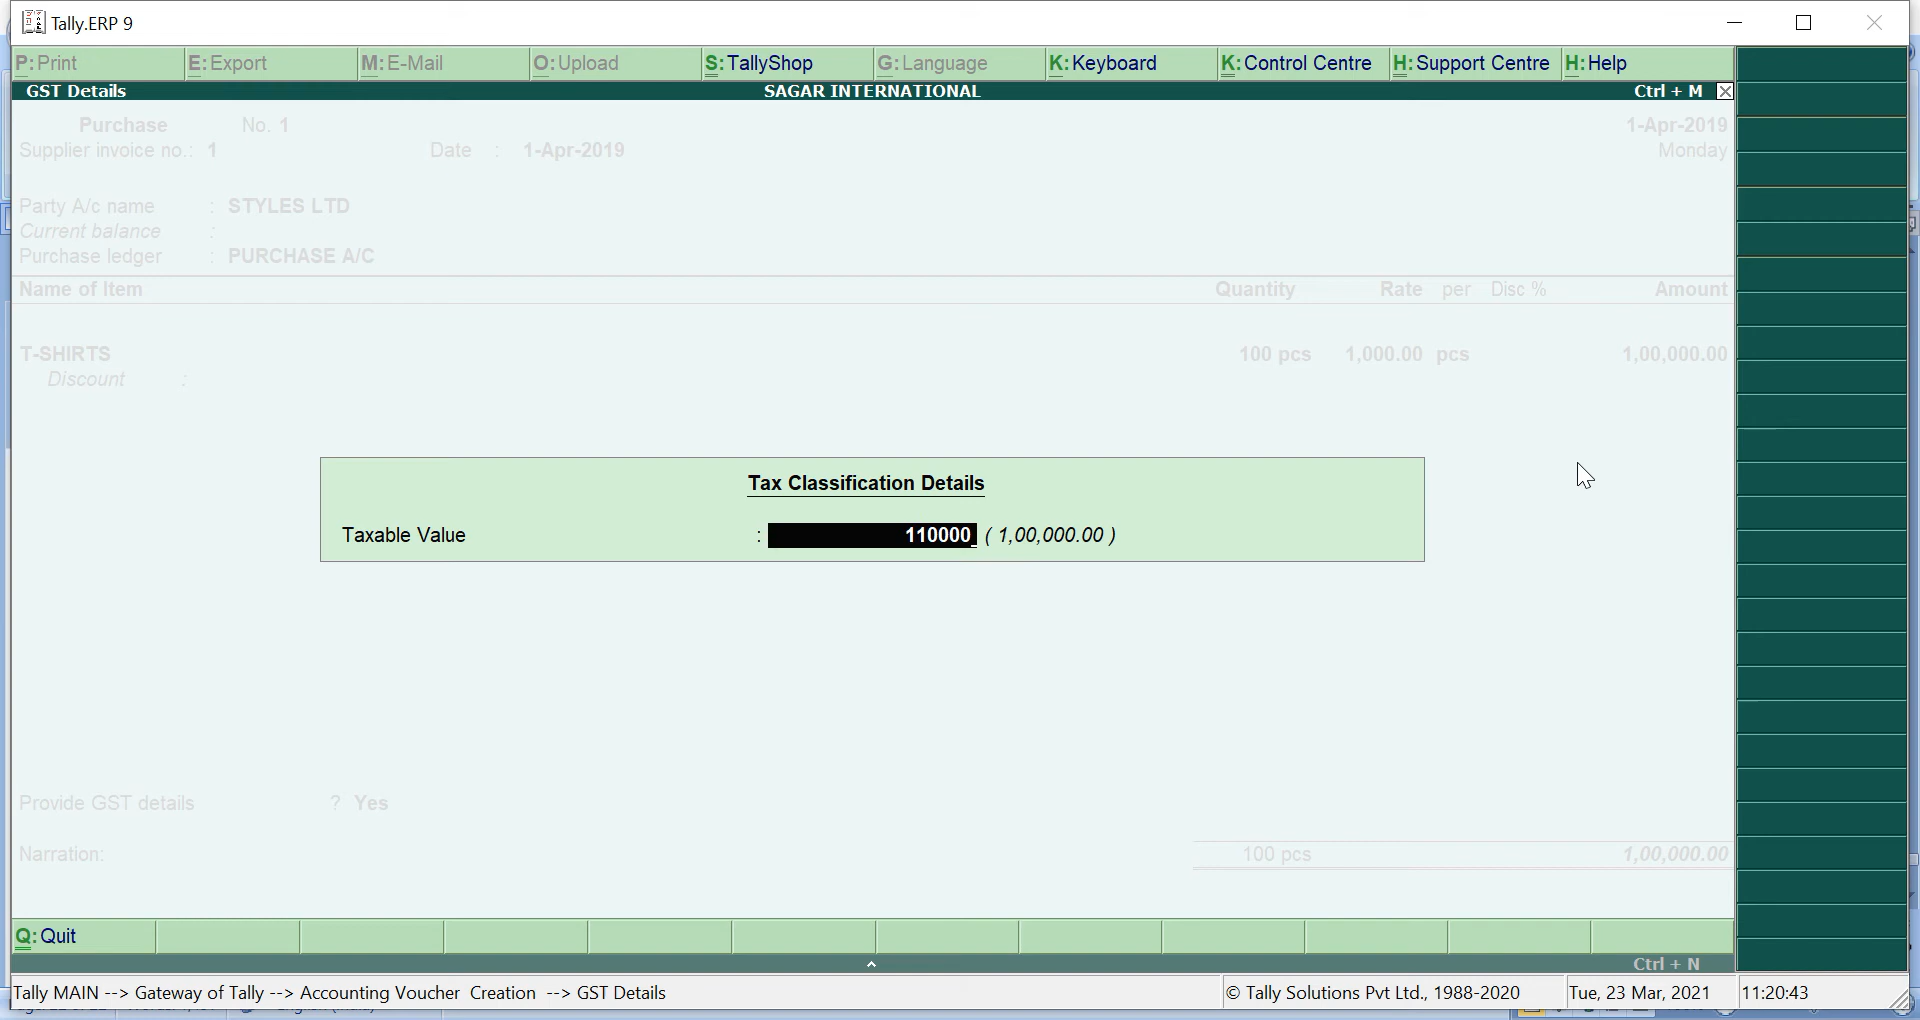 Tally.ERP 9
P: Print E: Export M: E-Mail O: Upload S: TallyShop G: Language K: Keyboard K: Control Centre H: Support Centre H: Help
GST Details SAGAR INTERNATIONAL Ctrl + M
Purchase No. 1 1-Apr-2019
Supplier invoice no.: 1 Date : 1-Apr-2019 Monday
Party A/c name : STYLES LTD
Current balance :
Purchase ledger : PURCHASE A/C
Name of Item Quantity Rate per Disc % Amount
T-SHIRTS 100 pcs 1,000.00 pcs 1,00,000.00
Discount :
Tax Classification Details
Taxable Value : 110000 ( 1,00,000.00 )
Provide GST details ? Yes
Narration: 100 pcs 1,00,000.00
Q: Quit
Ctrl + N
Tally MAIN --> Gateway of Tally --> Accounting Voucher Creation --> GST Details © Tally Solutions Pvt Ltd., 1988-2020 Tue, 23 Mar, 2021 11:20:43